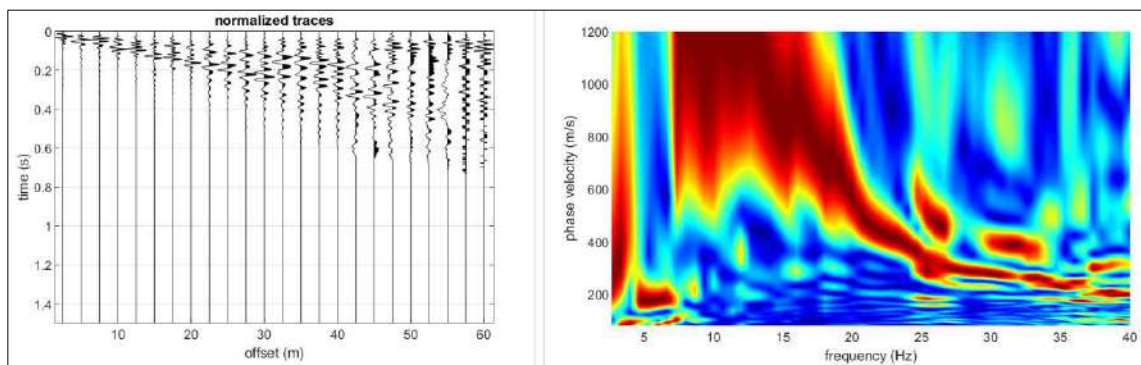 normalized traces
time (s)
0
0.2
0.4
0.6
0.8
1
1.2
1.4
10 20 30 40 50 60
offset (m)
phase velocity (m/s)
1200
1000
800
600
400
200
5 10 15 20 25 30 35 40
frequency (Hz)